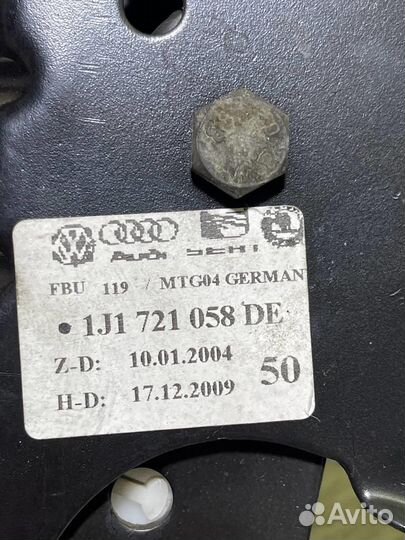 Audi SEAT
FBU 119 / MTG04 GERMAN
• 1J1 721 058 DE
Z-D: 10.01.2004
H-D: 17.12.2009 50
Avito